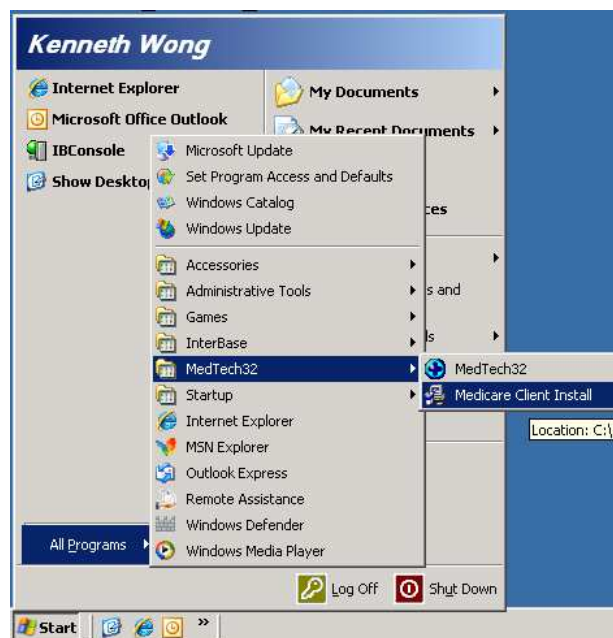 Kenneth Wong
Internet Explorer
Microsoft Office Outlook
IBConsole
Show Desktop
My Documents
My Recent Documents
ces
s and
ls
Microsoft Update
Set Program Access and Defaults
Windows Catalog
Windows Update
Accessories
Administrative Tools
Games
InterBase
MedTech32
Startup
Internet Explorer
MSN Explorer
Outlook Express
Remote Assistance
Windows Defender
Windows Media Player
MedTech32
Medicare Client Install
Location: C:\
All Programs
Log Off
Shut Down
Start
»